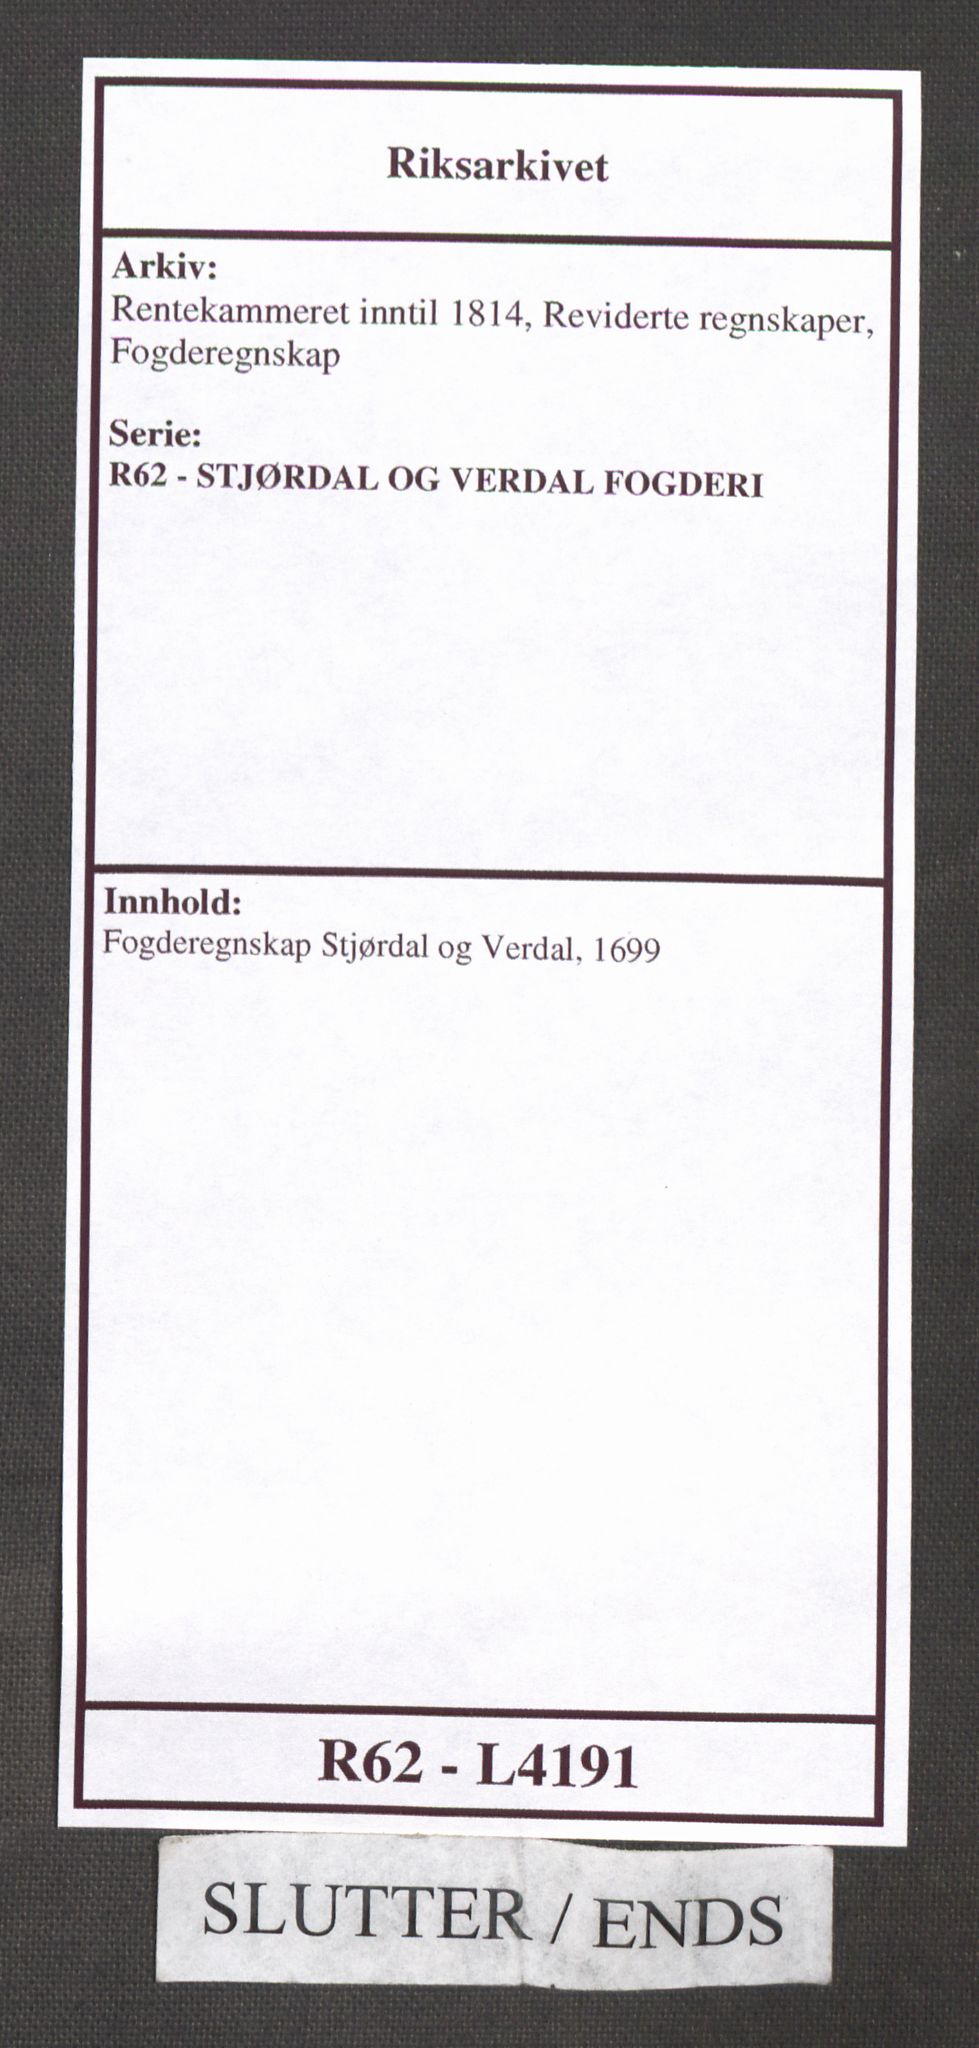 Riksarkivet
Arkiv:
Rentekammeret inntil 1814, Reviderte regnskaper,
Fogderegnskap
Serie:
R62 - STJØRDAL OG VERDAL FOGDERI
Innhold:
Fogderegnskap Stjørdal og Verdal, 1699
R62 - L4191
SLUTTER / ENDS